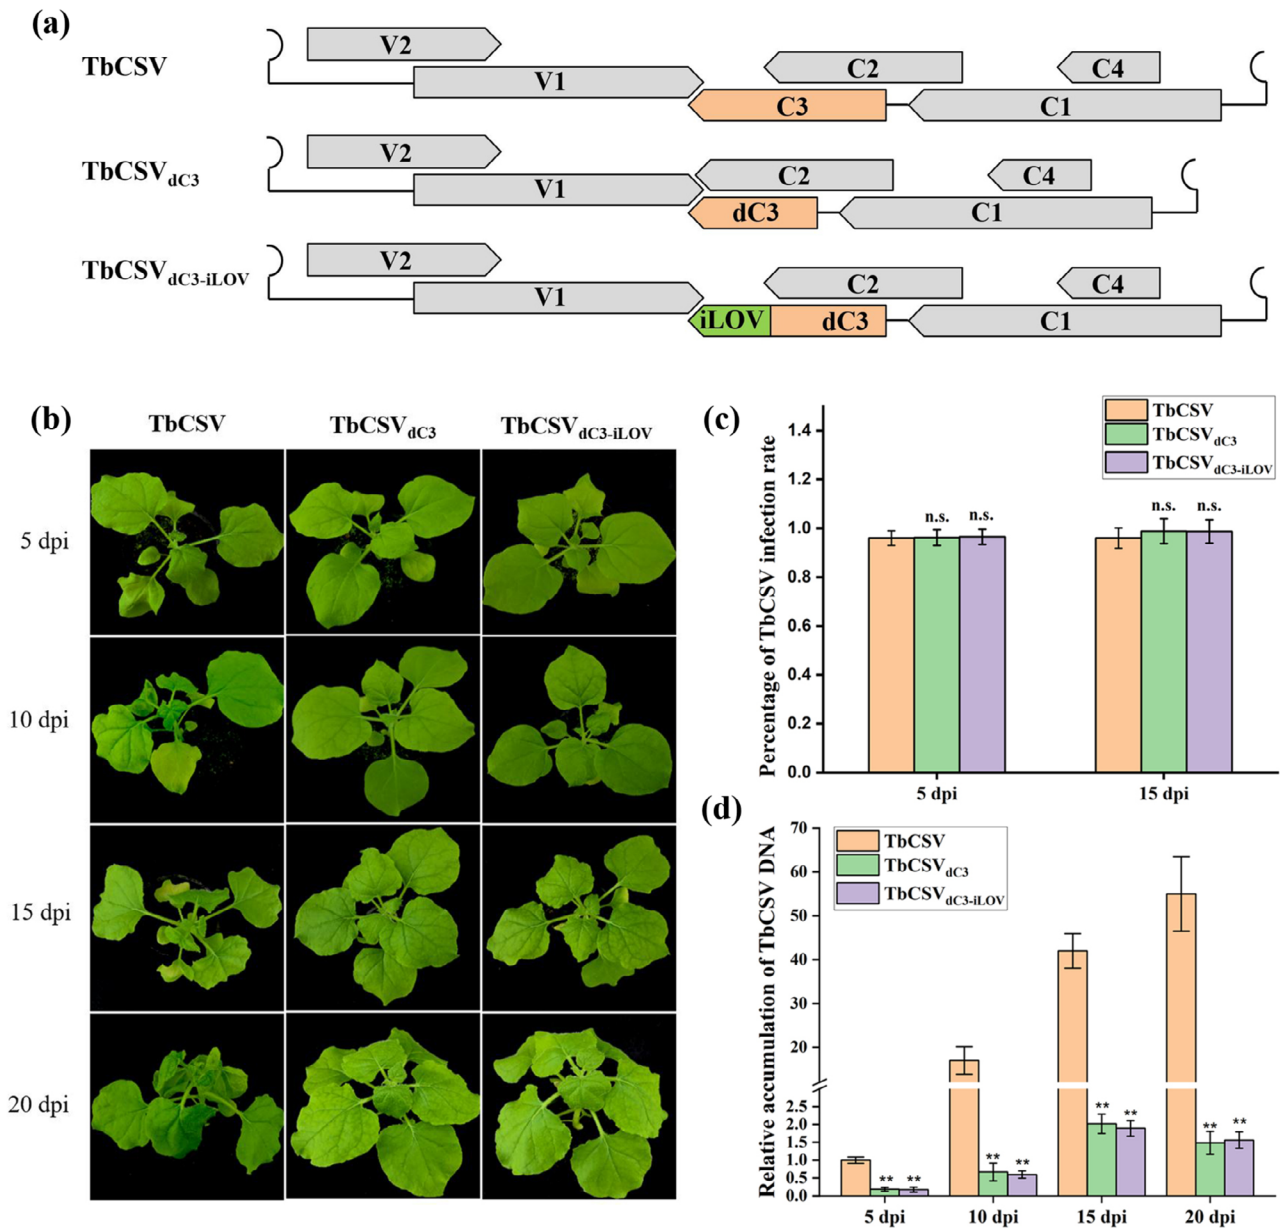 (a)
TbCSV
V2
V1
C2
C3
C4
C1
TbCSVdC3
V2
V1
C2
dC3
C4
C1
TbCSVdC3-iLOV
V2
V1
C2
iLOV
dC3
C4
C1
(b)
TbCSV
TbCSVdC3
TbCSVdC3-iLOV
5 dpi
10 dpi
15 dpi
20 dpi
(c)
Percentage of TbCSV infection rate
TbCSV
TbCSVdC3
TbCSVdC3-iLOV
1.4
1.2
1.0
0.8
0.6
0.4
0.2
0.0
n.s.
n.s.
n.s.
n.s.
5 dpi
15 dpi
(d)
Relative accumulation of TbCSV DNA
TbCSV
TbCSVdC3
TbCSVdC3-iLOV
70
60
50
40
30
20
2.5
2.0
1.5
1.0
0.5
0.0
**
**
**
**
**
**
**
**
5 dpi
10 dpi
15 dpi
20 dpi